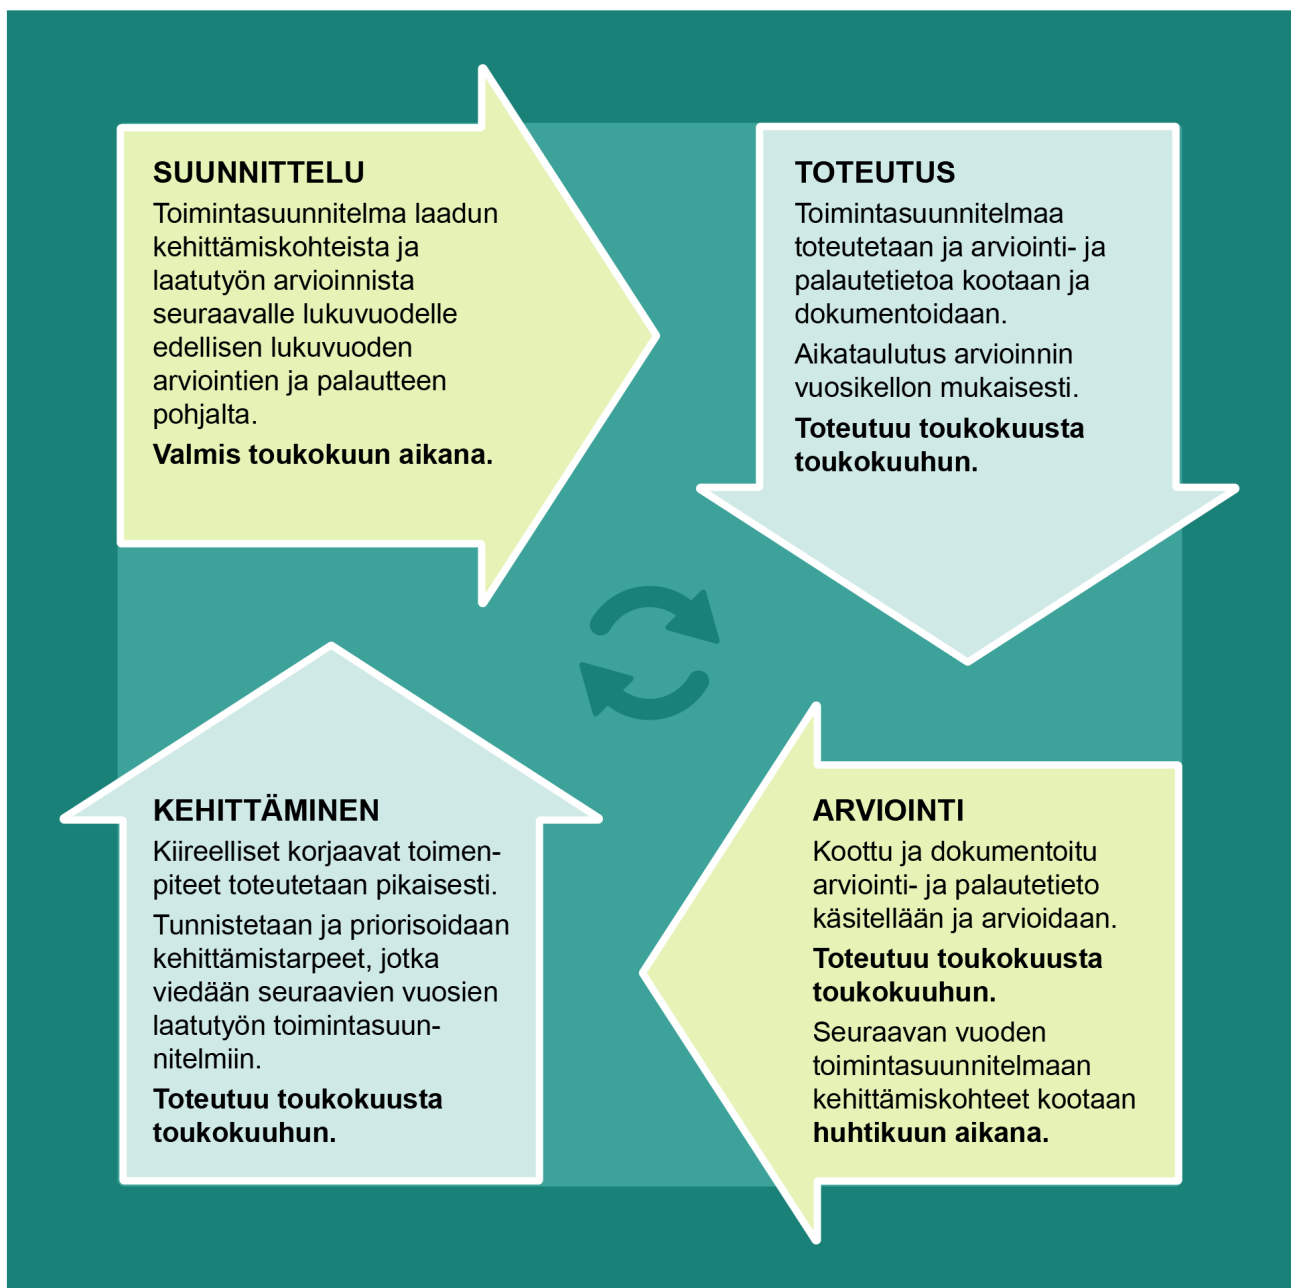 SUUNNITTELU
Toimintasuunnitelma laadun
kehittämiskohteista ja
laatutyön arvioinnista
seuraavalle lukuvuodelle
edellisen lukuvuoden
arviointien ja palautteen
pohjalta.
Valmis toukokuun aikana.
TOTEUTUS
Toimintasuunnitelmaa
toteutetaan ja arviointi- ja
palautetietoa kootaan ja
dokumentoidaan.
Aikataulutus arvioinnin
vuosikellon mukaisesti.
Toteutuu toukokuusta
toukokuuhun.
ARVIOINTI
Koottu ja dokumentoitu
arviointi- ja palautetieto
käsitellään ja arvioidaan.
Toteutuu toukokuusta
toukokuuhun.
Seuraavan vuoden
toimintasuunnitelmaan
kehittämiskohteet kootaan
huhtikuun aikana.
KEHITTÄMINEN
Kiireelliset korjaavat toimen-
piteet toteutetaan pikaisesti.
Tunnistetaan ja priorisoidaan
kehittämistarpeet, jotka
viedään seuraavien vuosien
laatutyön toimintasuun-
nitelmiin.
Toteutuu toukokuusta
toukokuuhun.